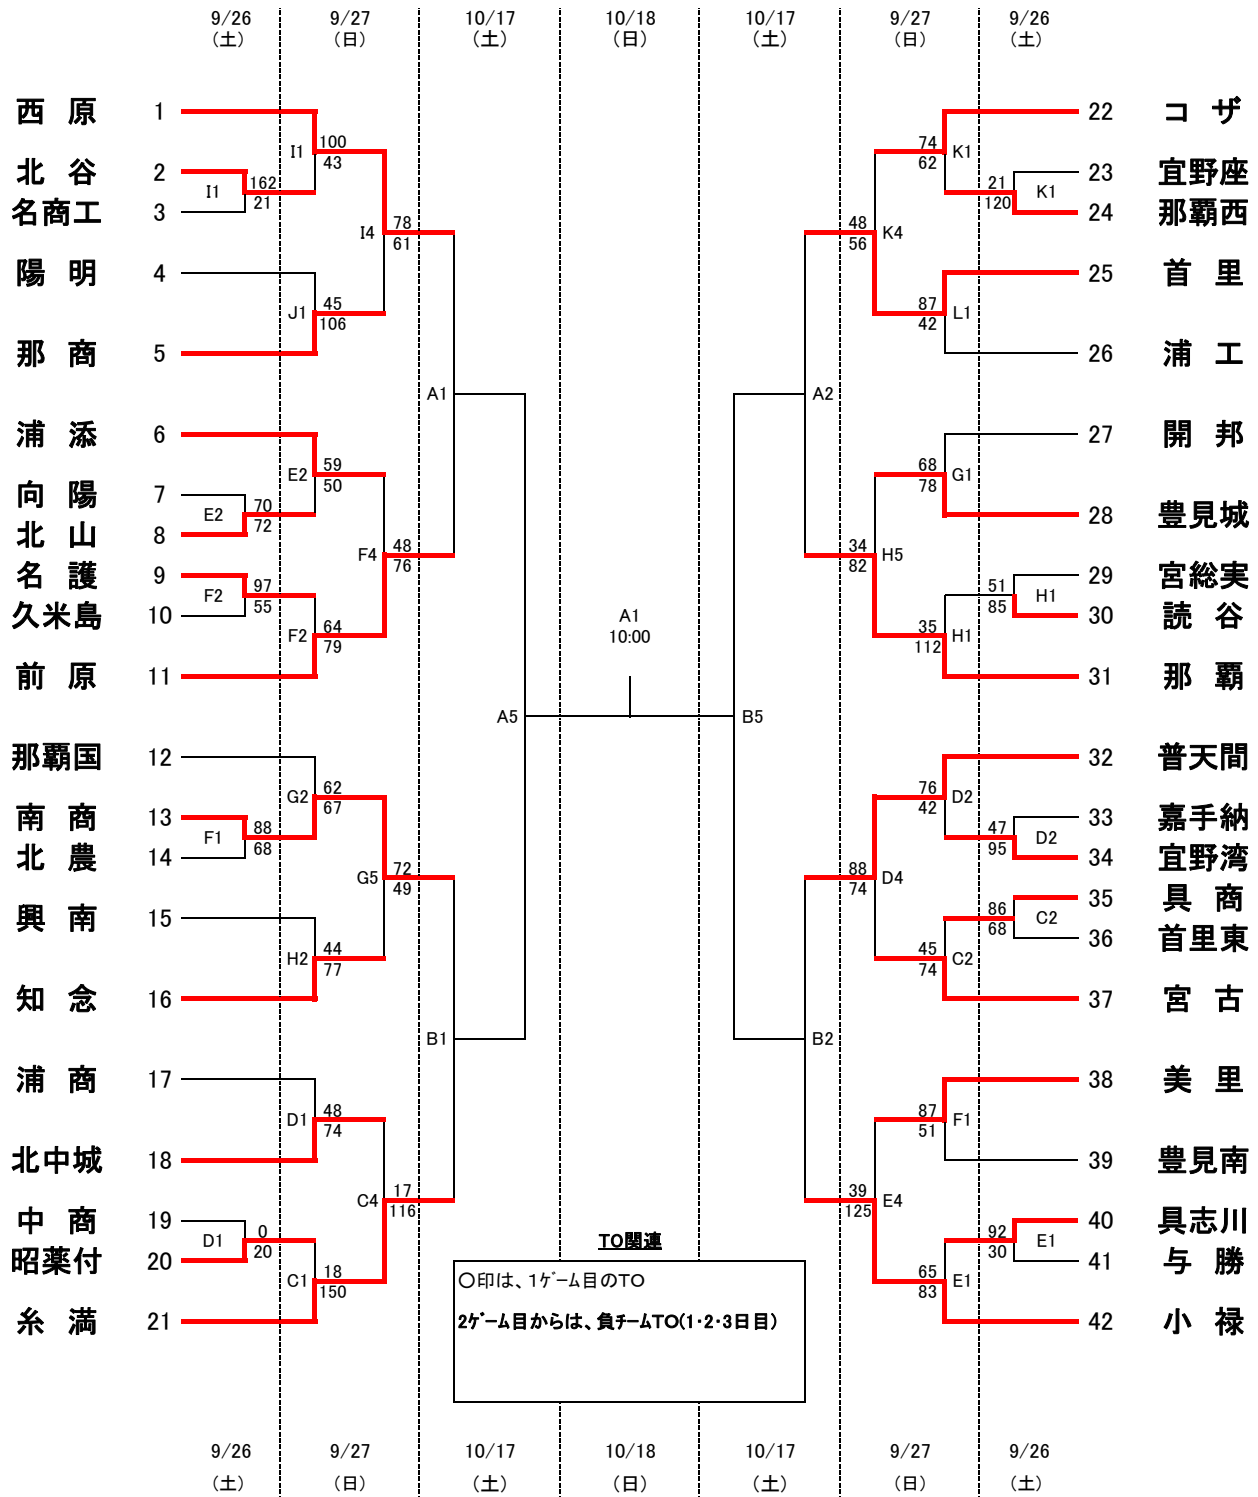 9/26 9/27 10/17 10/18 10/17 9/27 9/26
(土) (日) (土) (日) (土) (日) (土)
西 原 1 22 コ ザ
I1 100 74 K1
43 62
北 谷 2 23 宜野座
I1 162 21 K1
21 120
名商工 3 24 那覇西
I4 78 48 K4
61 56
陽 明 4 25 首 里
J1 45 87 L1
106 42
那 商 5 26 浦 工
A1 A2
浦 添 6 27 開 邦
E2 59 68 G1
50 78
向 陽 7
E2 70
72
北 山 8 28 豊見城
F4 48 34 H5
76 82
名 護 9 29 宮総実
F2 97 51 H1
55 85
久米島 10 30 読 谷
A1
10:00
F2 64 35 H1
79 112
前 原 11 31 那 覇
A5 B5
那覇国 12 32 普天間
G2 62 76 D2
67 42
南 商 13 33 嘉手納
F1 88 47 D2
68 95
北 農 14 34 宜野湾
G5 72 88 D4
49 74
35 具 商
興 南 15 86 C2
68
36 首里東
H2 44 45 C2
77 74
知 念 16 37 宮 古
B1 B2
浦 商 17 38 美 里
D1 48 87 F1
74 51
北中城 18 39 豊見南
C4 17 39 E4
116 125
中 商 19 40 具志川
D1 0 92 E1
20 30
昭薬付 20 41 与 勝
C1 18 65 E1
150 83
糸 満 21 42 小 禄
TO関連
〇印は、1ゲーム目のTO
2ゲーム目からは、負チームTO(1・2・3日目)
9/26 9/27 10/17 10/18 10/17 9/27 9/26
(土) (日) (土) (日) (土) (日) (土)